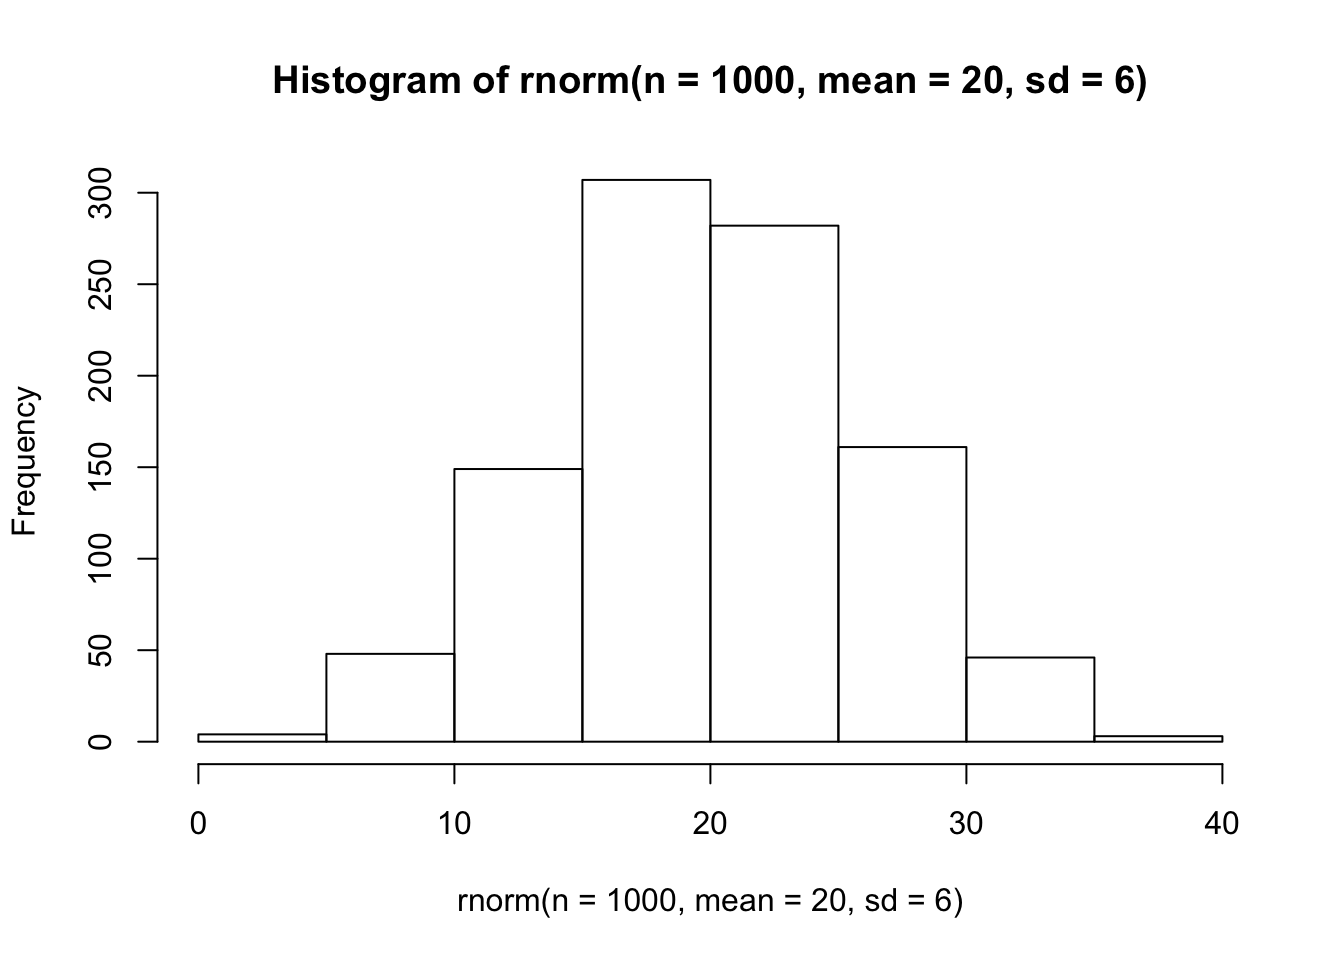 Histogram of rnorm(n = 1000, mean = 20, sd = 6)
Frequency
300
250
200
150
100
50
0
0 10 20 30 40
rnorm(n = 1000, mean = 20, sd = 6)